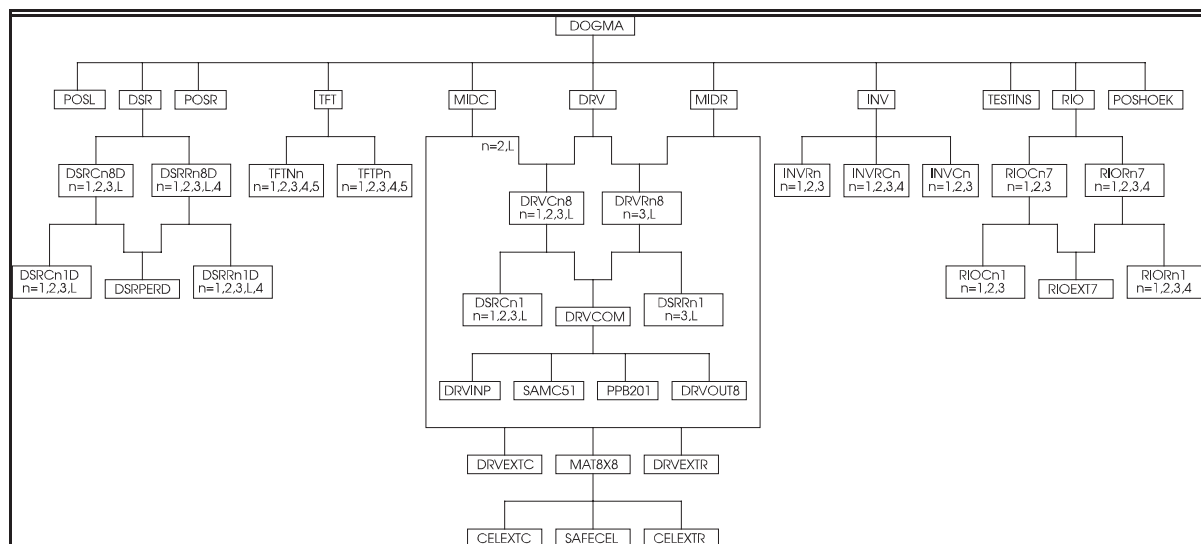 DOGMA
POSL
DSR
POSR
TFT
MIDC
DRV
MIDR
INV
TESTINS
RIO
POSHOEK
n=2,L
DSRCn8D
n=1,2,3,L
DSRRn8D
n=1,2,3,L,4
TFTNn
n=1,2,3,4,5
TFTPn
n=1,2,3,4,5
DRVCn8
n=1,2,3,L
DRVRn8
n=3,L
INVRn
n=1,2,3
INVRCn
n=1,2,3,4
INVCn
n=1,2,3
RIOCn7
n=1,2,3
RIORn7
n=1,2,3,4
DSRCn1D
n=1,2,3,L
DSRPERD
DSRRn1D
n=1,2,3,L,4
DSRCn1
n=1,2,3,L
DRVCOM
DSRRn1
n=3,L
RIOCn1
n=1,2,3
RIOEXT7
RIORn1
n=1,2,3,4
DRVINP
SAMC51
PPB201
DRVOUT8
DRVEXTC
MAT8X8
DRVEXTR
CELEXTC
SAFECEL
CELEXTR